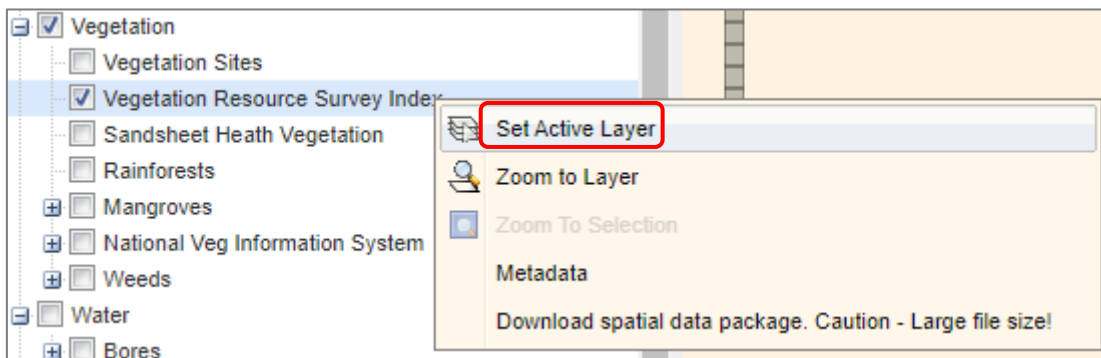 Vegetation
Vegetation Sites
Vegetation Resource Survey Index
Sandsheet Heath Vegetation
Rainforests
Mangroves
National Veg Information System
Weeds
Water
Bores
Set Active Layer
Zoom to Layer
Zoom To Selection
Metadata
Download spatial data package. Caution - Large file size!